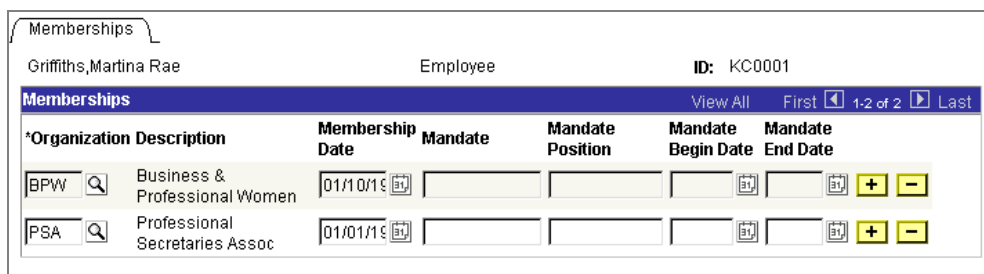 Memberships
Griffiths,Martina Rae Employee ID: KC0001
Memberships View All First 1-2 of 2 Last
*Organization Description Membership Date Mandate Mandate Position Mandate Begin Date Mandate End Date
BPW Business & Professional Women 01/10/19
PSA Professional Secretaries Assoc 01/01/19